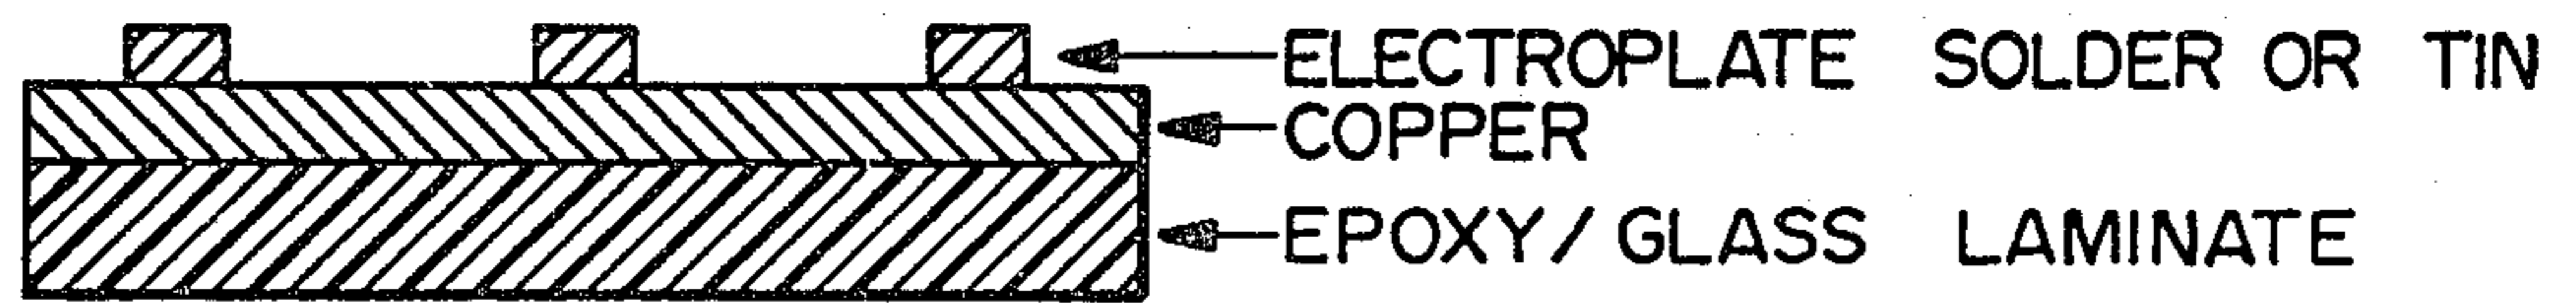 ELECTROPLATE SOLDER OR TIN
COPPER
EPOXY/GLASS LAMINATE